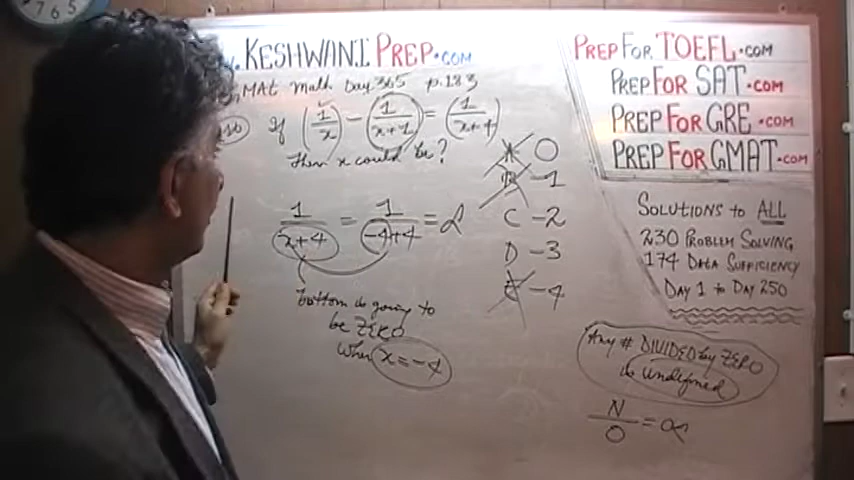 7 6 5
KESHWANI PREP.COM
GMAT Math Day 365 p.183
If (1/x) - (1/x+1) = (1/x+4)
then x could be?
A 0
B -1
C -2
D -3
E -4
1/x+4 = 1/-4+4 = α
bottom is going to
be ZERO
when x = -4
PREP FOR TOEFL.COM
PREP FOR SAT.COM
PREP FOR GRE.COM
PREP FOR GMAT.COM
SOLUTIONS TO ALL
230 PROBLEM SOLVING
174 DATA SUFFICIENCY
DAY 1 TO DAY 250
Any # DIVIDED by ZERO
is undefined
N/0 = α